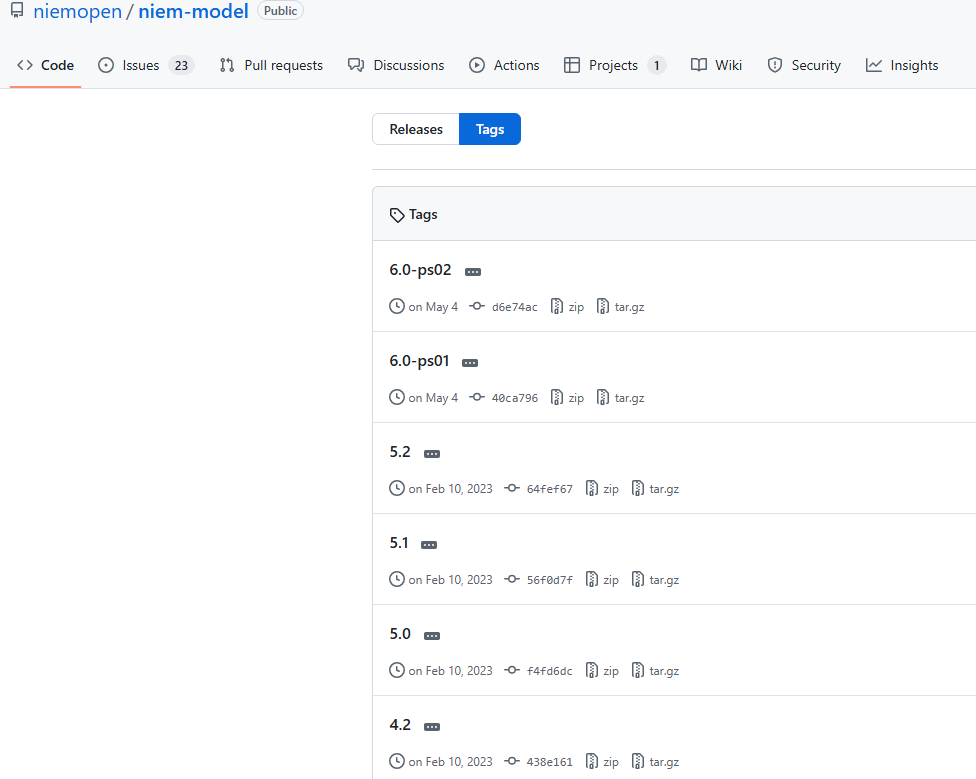 niemopen / niem-model Public
Code Issues 23 Pull requests Discussions Actions Projects 1 Wiki Security Insights
Releases Tags
Tags
6.0-ps02
on May 4 d6e74ac zip tar.gz
6.0-ps01
on May 4 40ca796 zip tar.gz
5.2
on Feb 10, 2023 64fef67 zip tar.gz
5.1
on Feb 10, 2023 56f0d7f zip tar.gz
5.0
on Feb 10, 2023 f4fd6dc zip tar.gz
4.2
on Feb 10, 2023 438e161 zip tar.gz